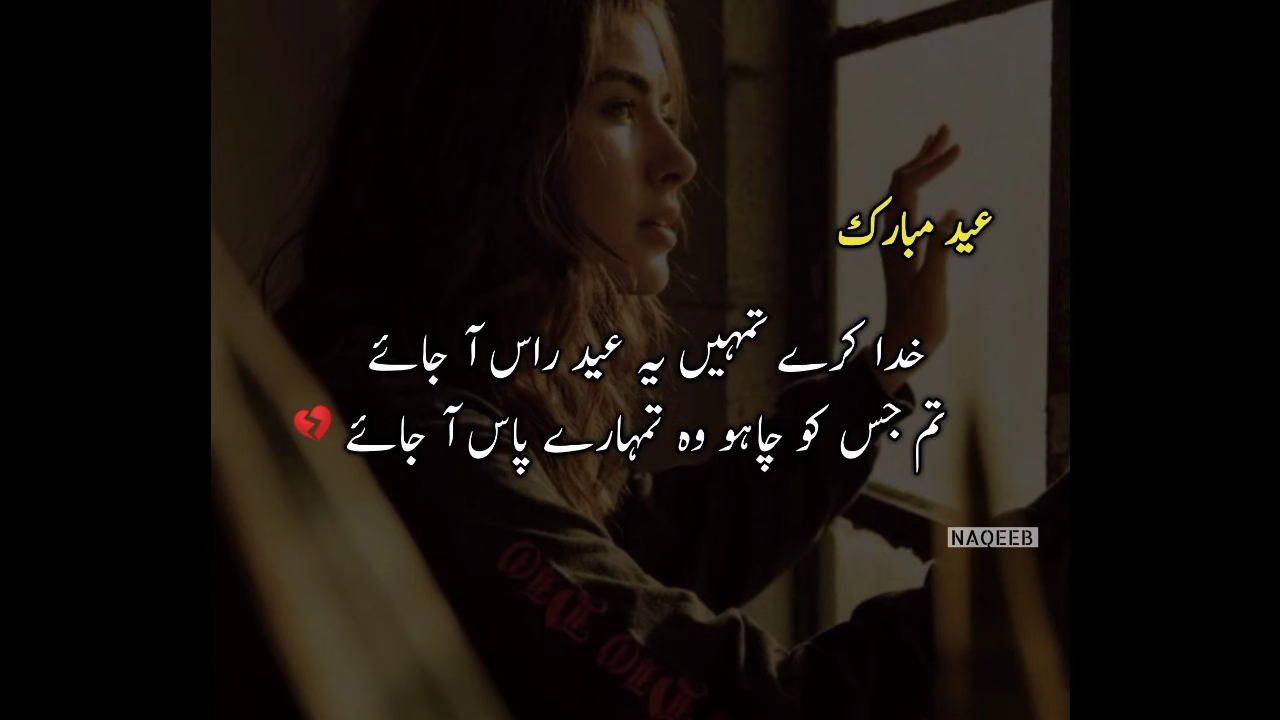 عید مبارک
خدا کرے تمہیں یہ عید راس آ جائے
تم جس کو چاہو وہ تمہارے پاس آ جائے 💔
NAQEEB